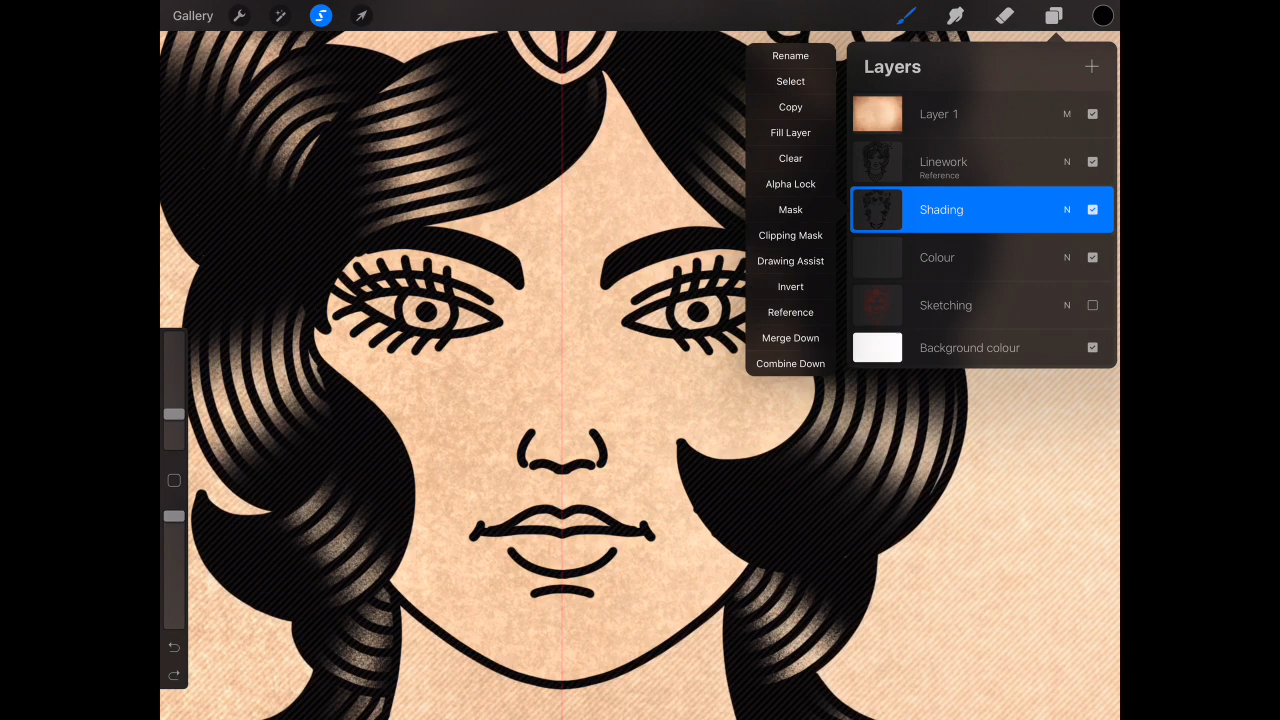 Gallery
Rename
Select
Copy
Fill Layer
Clear
Alpha Lock
Mask
Clipping Mask
Drawing Assist
Invert
Reference
Merge Down
Combine Down
Layers
Layer 1 M
Linework N
Reference
Shading N
Colour N
Sketching N
Background colour